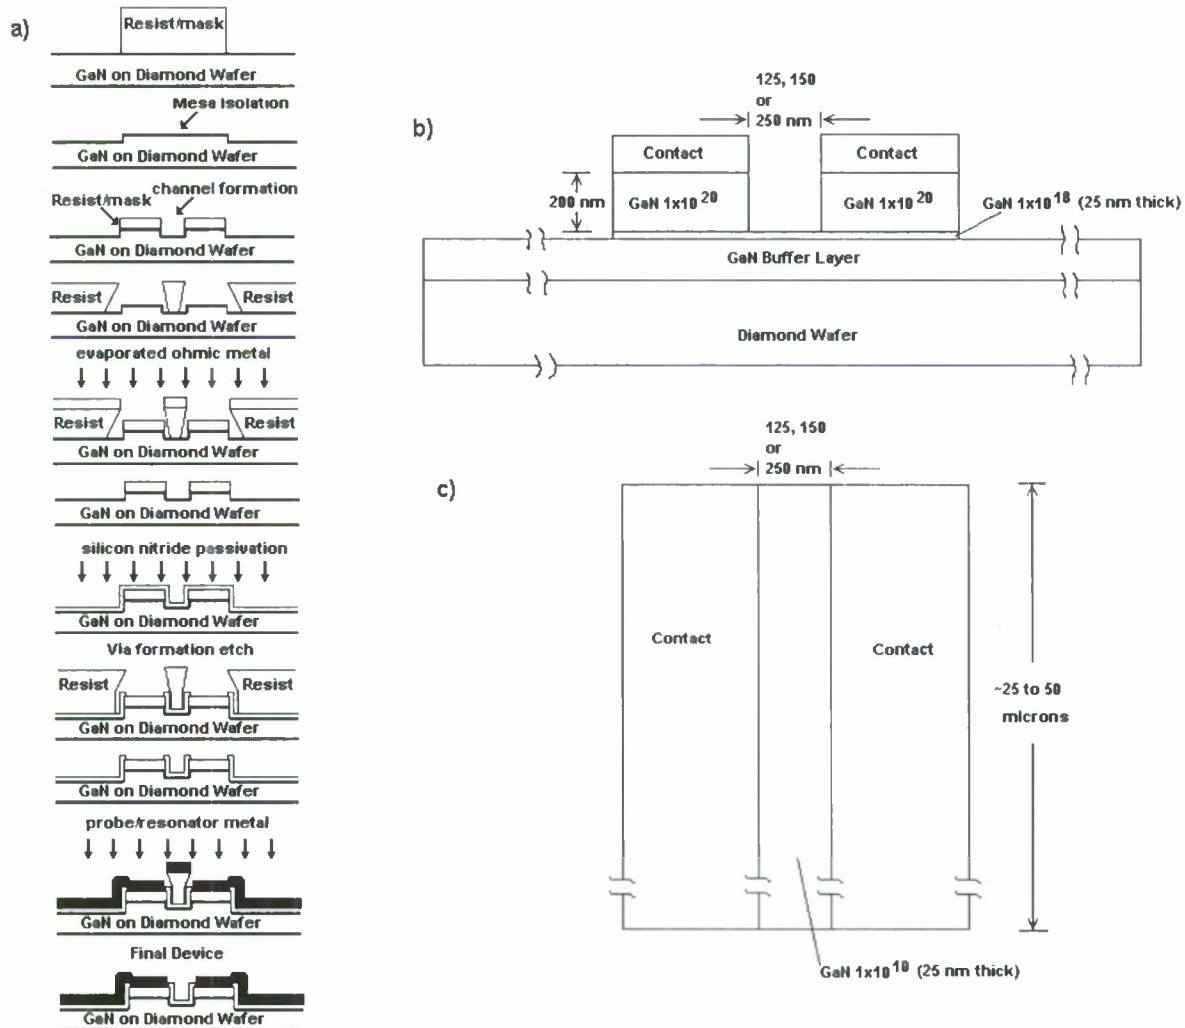 a)
Resist/mask
GaN on Diamond Wafer
Mesa Isolation
GaN on Diamond Wafer
Resist/mask
channel formation
GaN on Diamond Wafer
Resist
Resist
GaN on Diamond Wafer
evaporated ohmic metal
Resist
Resist
GaN on Diamond Wafer
GaN on Diamond Wafer
silicon nitride passivation
GaN on Diamond Wafer
Via formation etch
Resist
Resist
GaN on Diamond Wafer
GaN on Diamond Wafer
probe/resonator metal
GaN on Diamond Wafer
Final Device
GaN on Diamond Wafer
b)
125, 150
or
250 nm
Contact
Contact
200 nm
GaN 1x10^20
GaN 1x10^20
GaN 1x10^18 (25 nm thick)
GaN Buffer Layer
Diamond Wafer
c)
125, 150
or
250 nm
Contact
Contact
~25 to 50
microns
GaN 1x10^18 (25 nm thick)